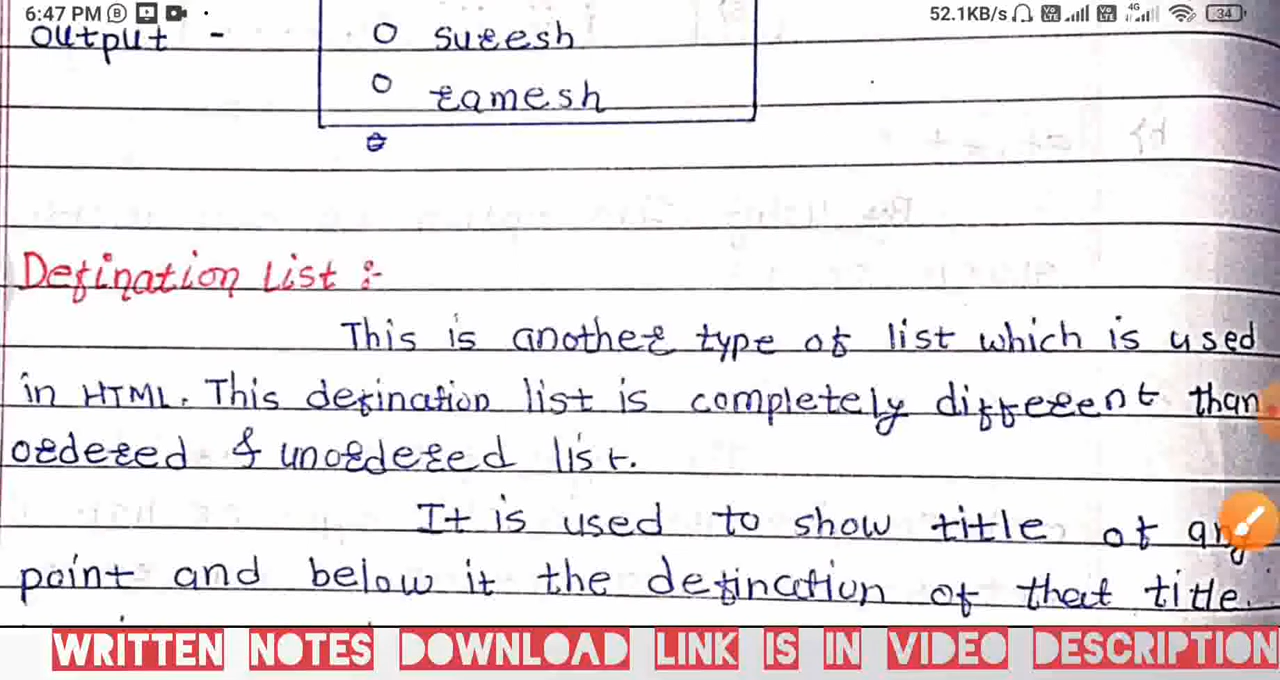 6:47 PM
52.1KB/s 4G 34
output -
o suresh
o ramesh
Defination List :-
This is another type of list which is used
in HTML. This defination list is completely different than
ordered & unordered list.
It is used to show title of any
point and below it the defination of that title.
WRITTEN NOTES DOWNLOAD LINK IS IN VIDEO DESCRIPTION